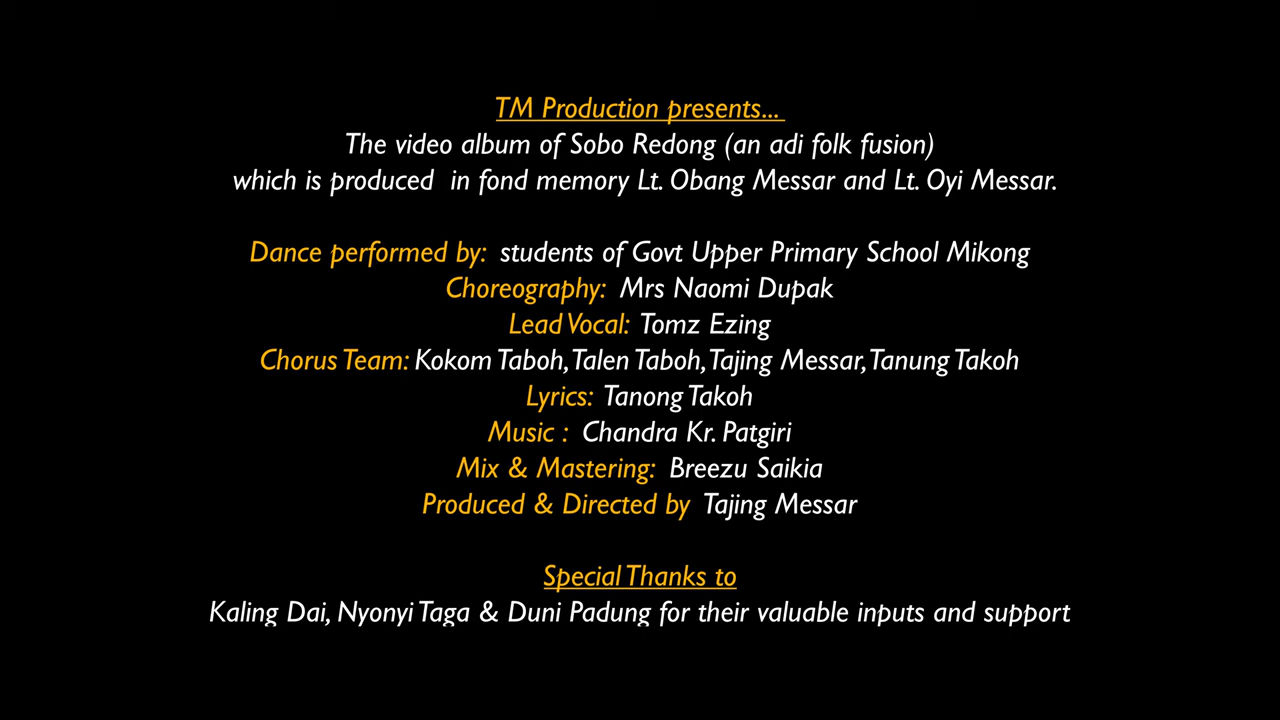 TM Production presents...
The video album of Sobo Redong (an adi folk fusion)
which is produced  in fond memory Lt. Obang Messar and Lt. Oyi Messar.
Dance performed by:  students of Govt Upper Primary School Mikong
Choreography:  Mrs Naomi Dupak
Lead Vocal:  Tomz Ezing
Chorus Team: Kokom Taboh, Talen Taboh, Tajing Messar, Tanung Takoh
Lyrics:  Tanong Takoh
Music :  Chandra Kr. Patgiri
Mix & Mastering:  Breezu Saikia
Produced & Directed by  Tajing Messar
Special Thanks to
Kaling Dai, Nyonyi Taga & Duni Padung for their valuable inputs and support